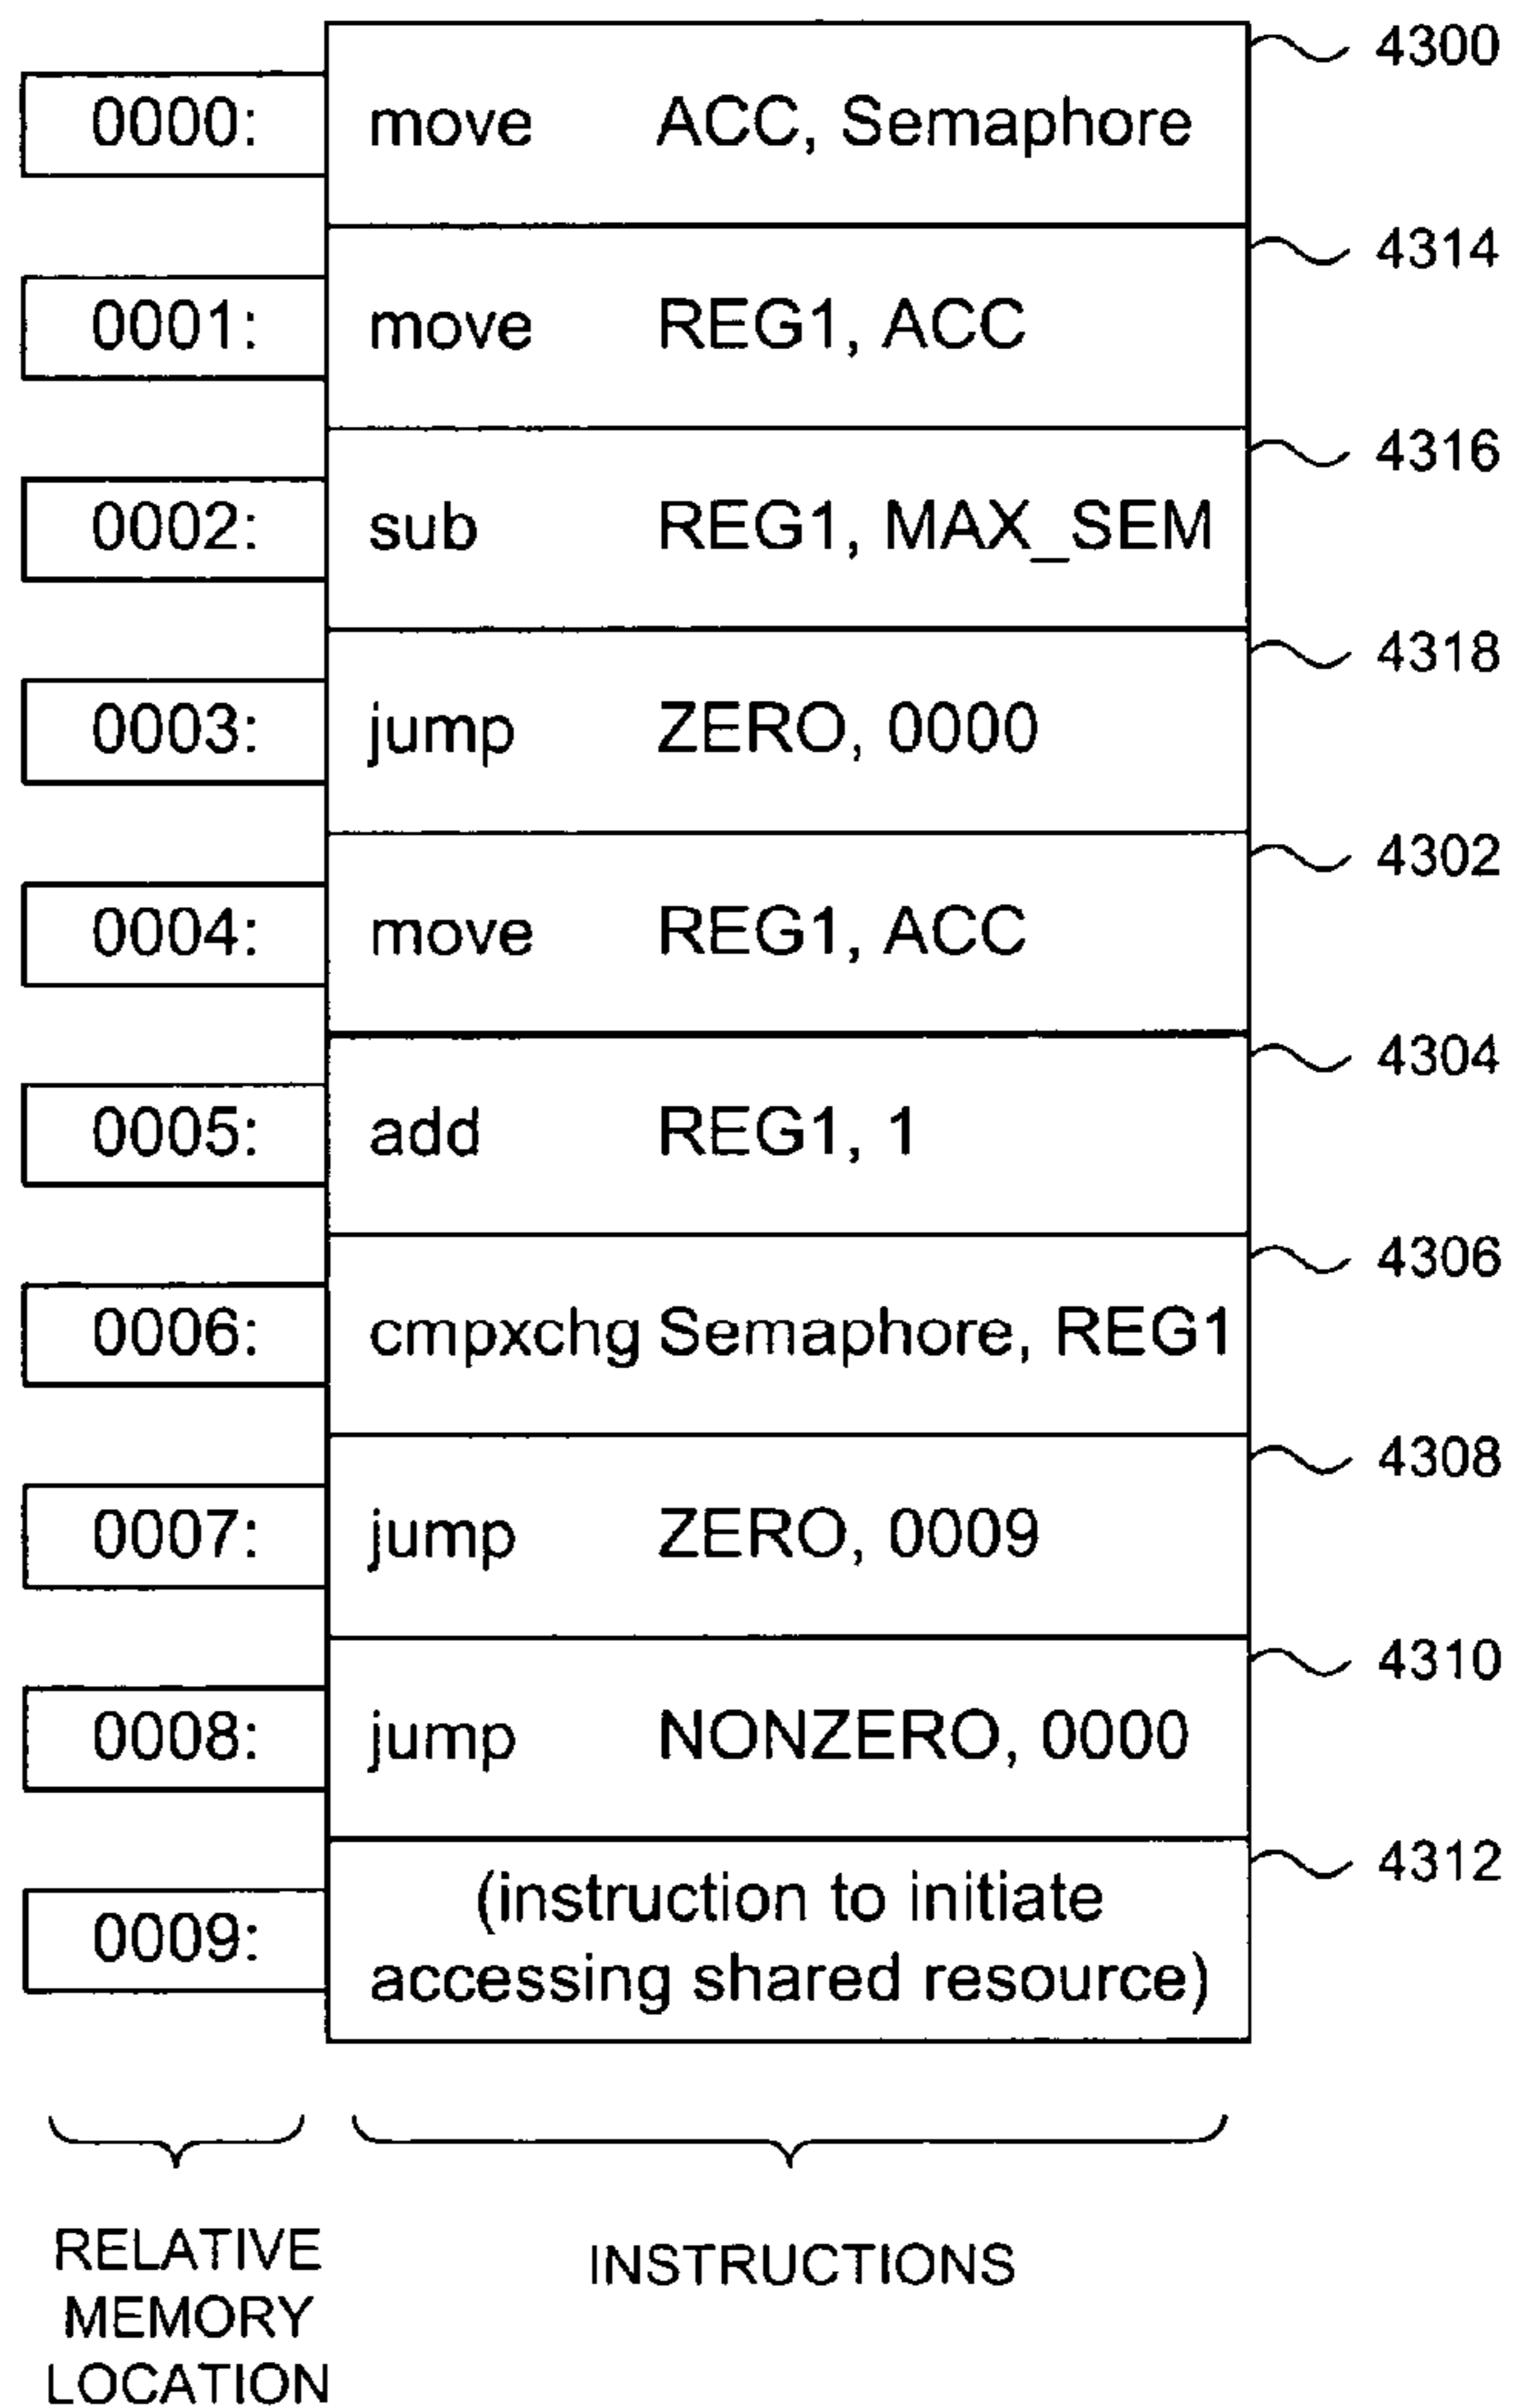 4300
0000: move ACC, Semaphore
4314
0001: move REG1, ACC
4316
0002: sub REG1, MAX_SEM
4318
0003: jump ZERO, 0000
4302
0004: move REG1, ACC
4304
0005: add REG1, 1
4306
0006: cmpxchg Semaphore, REG1
4308
0007: jump ZERO, 0009
4310
0008: jump NONZERO, 0000
4312
0009: (instruction to initiate
accessing shared resource)
RELATIVE
MEMORY
LOCATION
INSTRUCTIONS